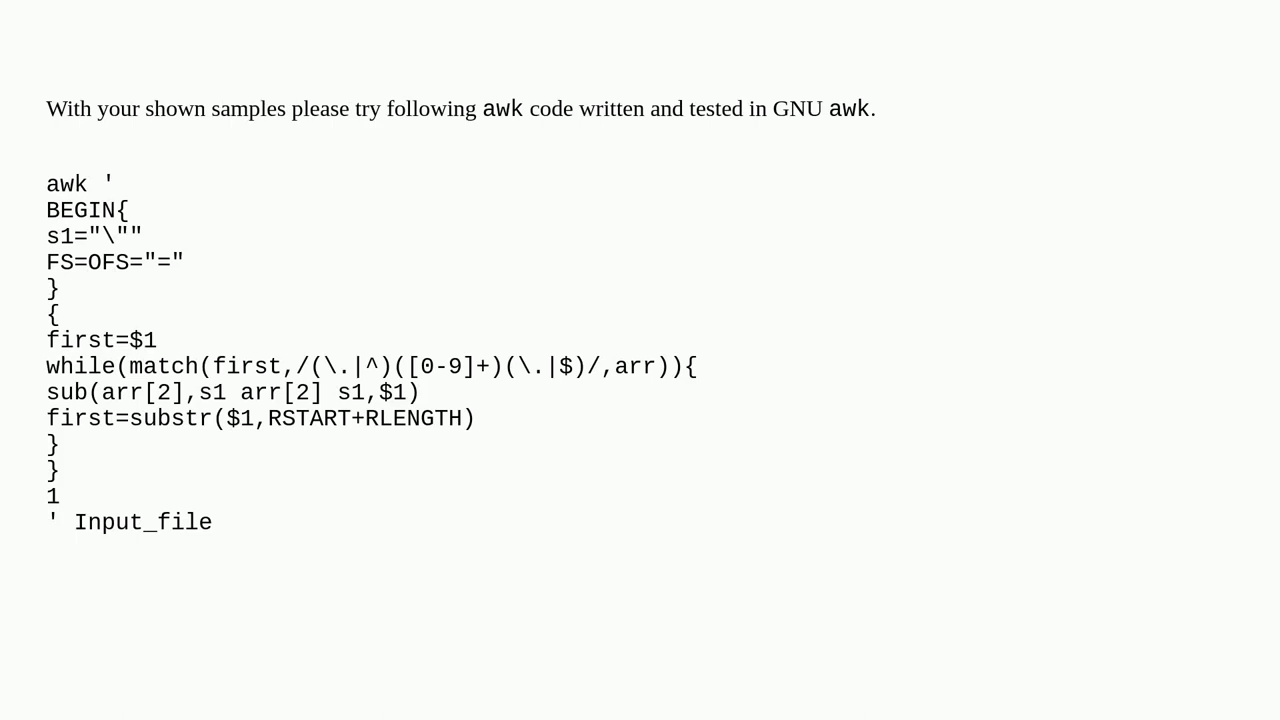 With your shown samples please try following awk code written and tested in GNU awk.
awk '
BEGIN{
s1="\""
FS=OFS="="
}
{
first=$1
while(match(first,/(\.|^)([0-9]+)(\.|$)/,arr)){
sub(arr[2],s1 arr[2] s1,$1)
first=substr($1,RSTART+RLENGTH)
}
}
1
' Input_file